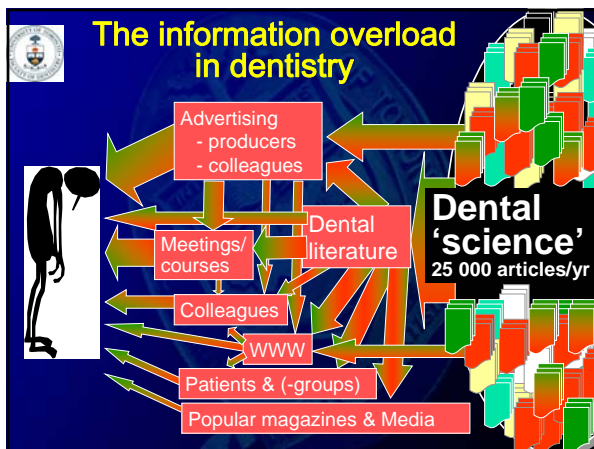 The information overload
in dentistry
Advertising
- producers
- colleagues
Dental
literature
Meetings/
courses
Colleagues
WWW
Patients & (-groups)
Popular magazines & Media
Dental
‘science’
25 000 articles/yr